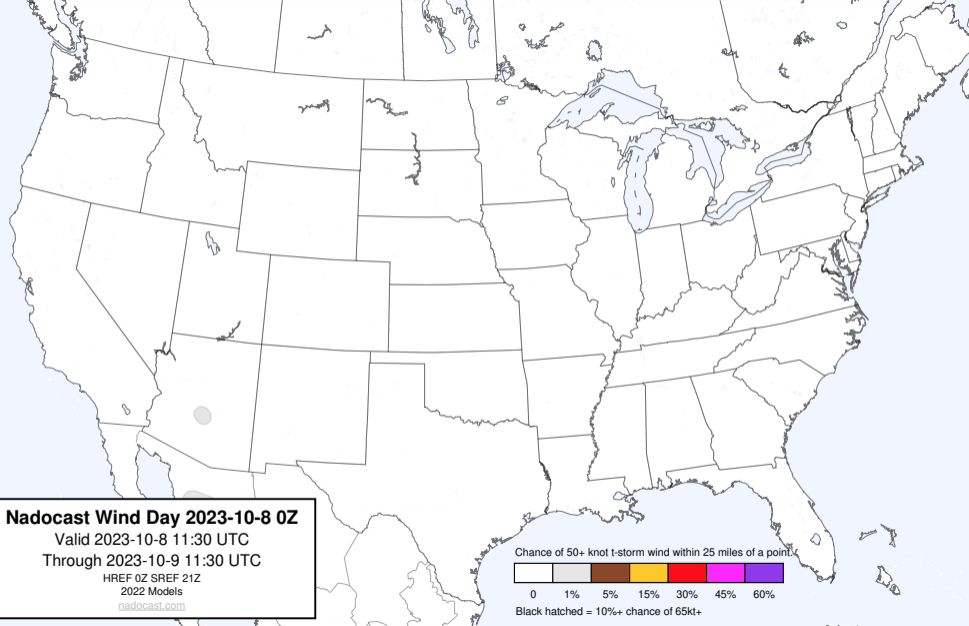 Nadocast Wind Day 2023-10-8 0Z
Valid 2023-10-8 11:30 UTC
Through 2023-10-9 11:30 UTC
HREF 0Z SREF 21Z
2022 Models
nadocast.com
Chance of 50+ knot t-storm wind within 25 miles of a point.
0 1% 5% 15% 30% 45% 60%
Black hatched = 10%+ chance of 65kt+